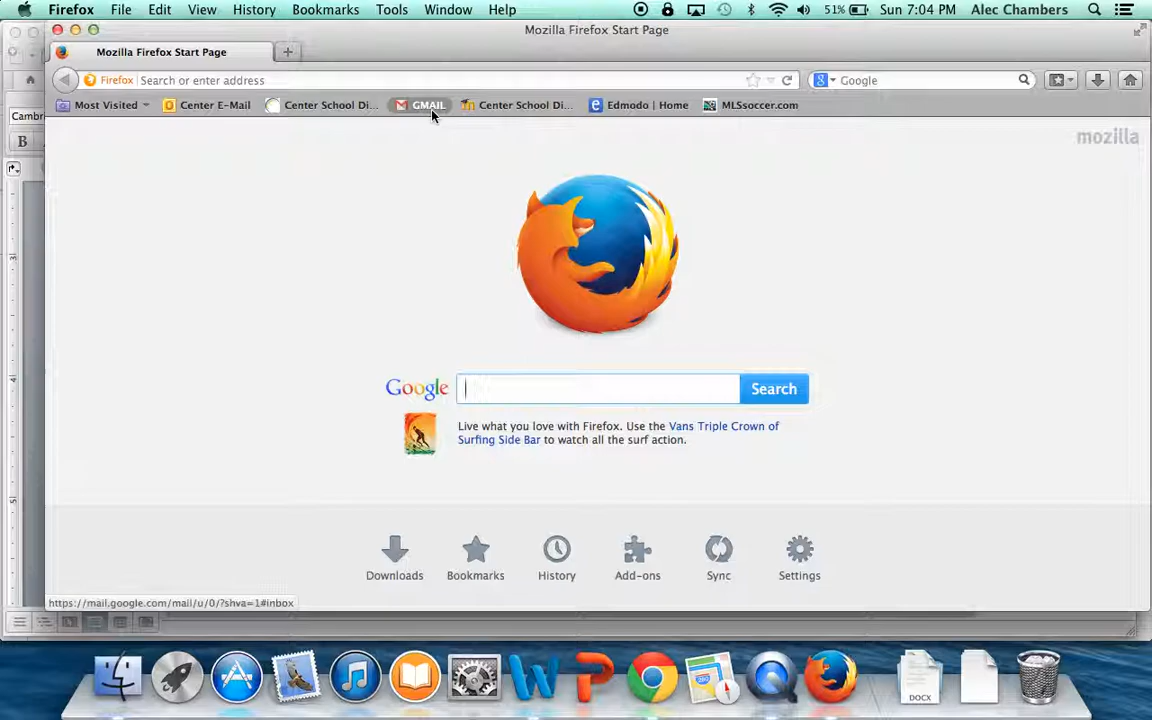 Firefox File Edit View History Bookmarks Tools Window Help 51% Sun 7:04 PM Alec Chambers
Mozilla Firefox Start Page
Mozilla Firefox Start Page
Firefox Search or enter address Google
Most Visited Center E-Mail Center School Di... GMAIL Center School Di... Edmodo | Home MLSsoccer.com
Cambri
B
mozilla
Google Search
Live what you love with Firefox. Use the Vans Triple Crown of
Surfing Side Bar to watch all the surf action.
Downloads Bookmarks History Add-ons Sync Settings
https://mail.google.com/mail/u/0/?shva=1#inbox
DOCX